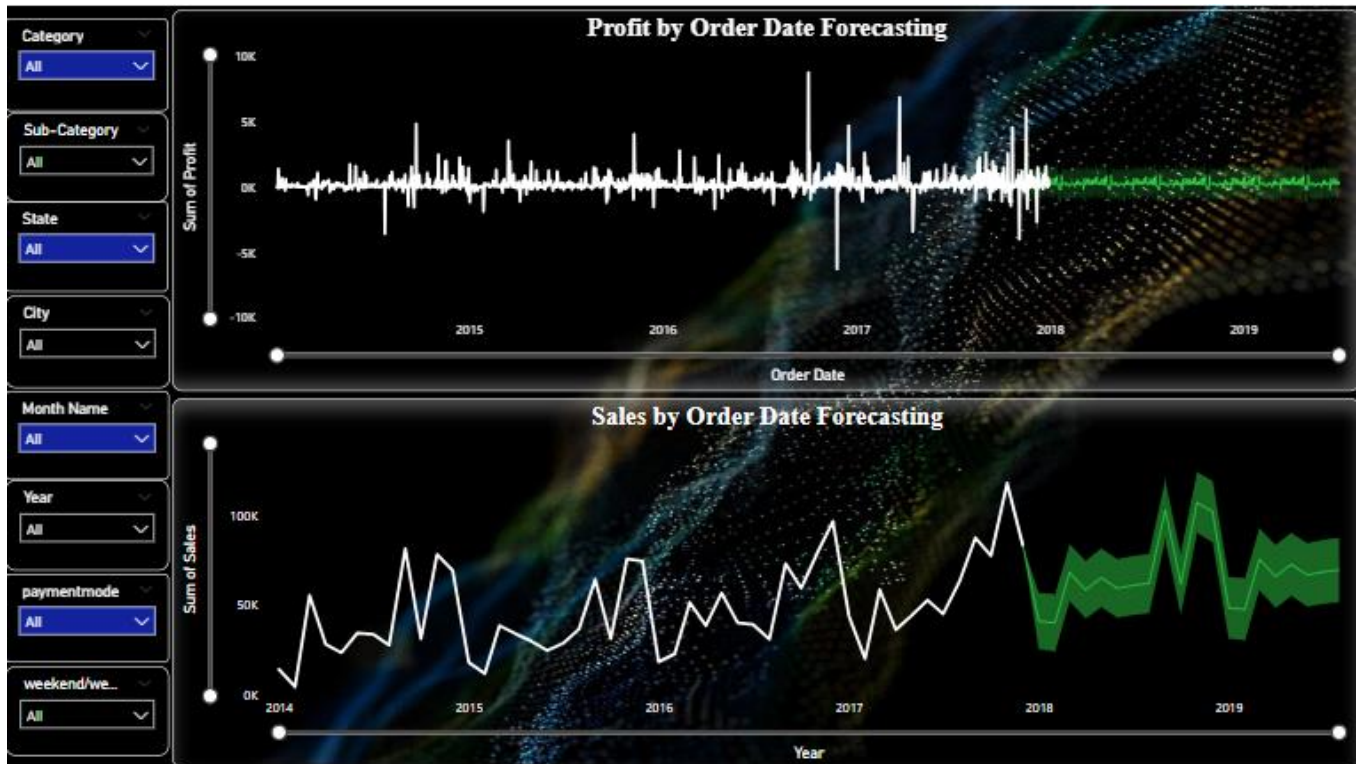 Category
All
Sub-Category
All
State
All
City
All
Month Name
All
Year
All
paymentmode
All
weekend/we...
All
Profit by Order Date Forecasting
Sum of Profit
10K
5K
0K
-5K
-10K
2015 2016 2017 2018 2019
Order Date
Sales by Order Date Forecasting
Sum of Sales
100K
50K
0K
2014 2015 2016 2017 2018 2019
Year